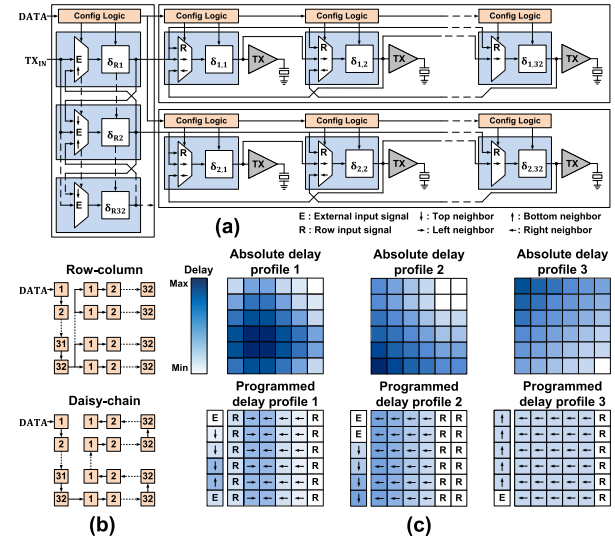 DATA Config Logic Config Logic Config Logic Config Logic
TXIN E δR1 R δ1,1 TX R δ1,2 TX R δ1,32 TX
Config Logic Config Logic Config Logic
E δR2 R δ2,1 TX R δ2,2 TX R δ2,32 TX
E δR32
(a)
E : External input signal ↓ : Top neighbor ↑ : Bottom neighbor
R : Row input signal → : Left neighbor ← : Right neighbor
Row-column
DATA 1 1 2 32
2 1 2 32
31 1 2 32
32 1 2 32
Delay
Max
Min
Absolute delay
profile 1
Absolute delay
profile 2
Absolute delay
profile 3
Daisy-chain
DATA 1 1 2 32
2 1 2 32
31 1 2 32
32 1 2 32
(b)
Programmed
delay profile 1
E R → → ← ← R
↓ R → → ← ← R
↓ R → → ← ← R
↓ R → → ← ← R
↑ R → → ← ← R
E R → → ← ← R
Programmed
delay profile 2
E ← ← ← ← R R
E ← ← ← ← R R
↓ ← ← ← ← R R
↓ ← ← ← ← R R
↓ ← ← ← ← R R
↓ ← ← ← ← R R
Programmed
delay profile 3
↑ ← ← ← ← ← R
↑ ← ← ← ← ← R
↑ ← ← ← ← ← R
↑ ← ← ← ← ← R
↑ ← ← ← ← ← R
E ← ← ← ← ← R
(c)